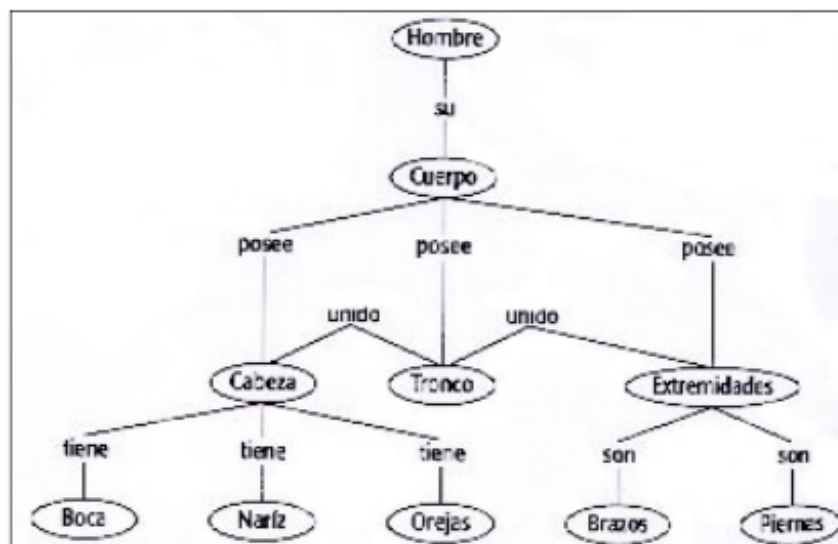 Hombre
su
Cuerpo
posee posee posee
unido unido
Cabeza Tronco Extremidades
tiene tiene tiene son son
Boca Naríz Orejas Brazos Piernas